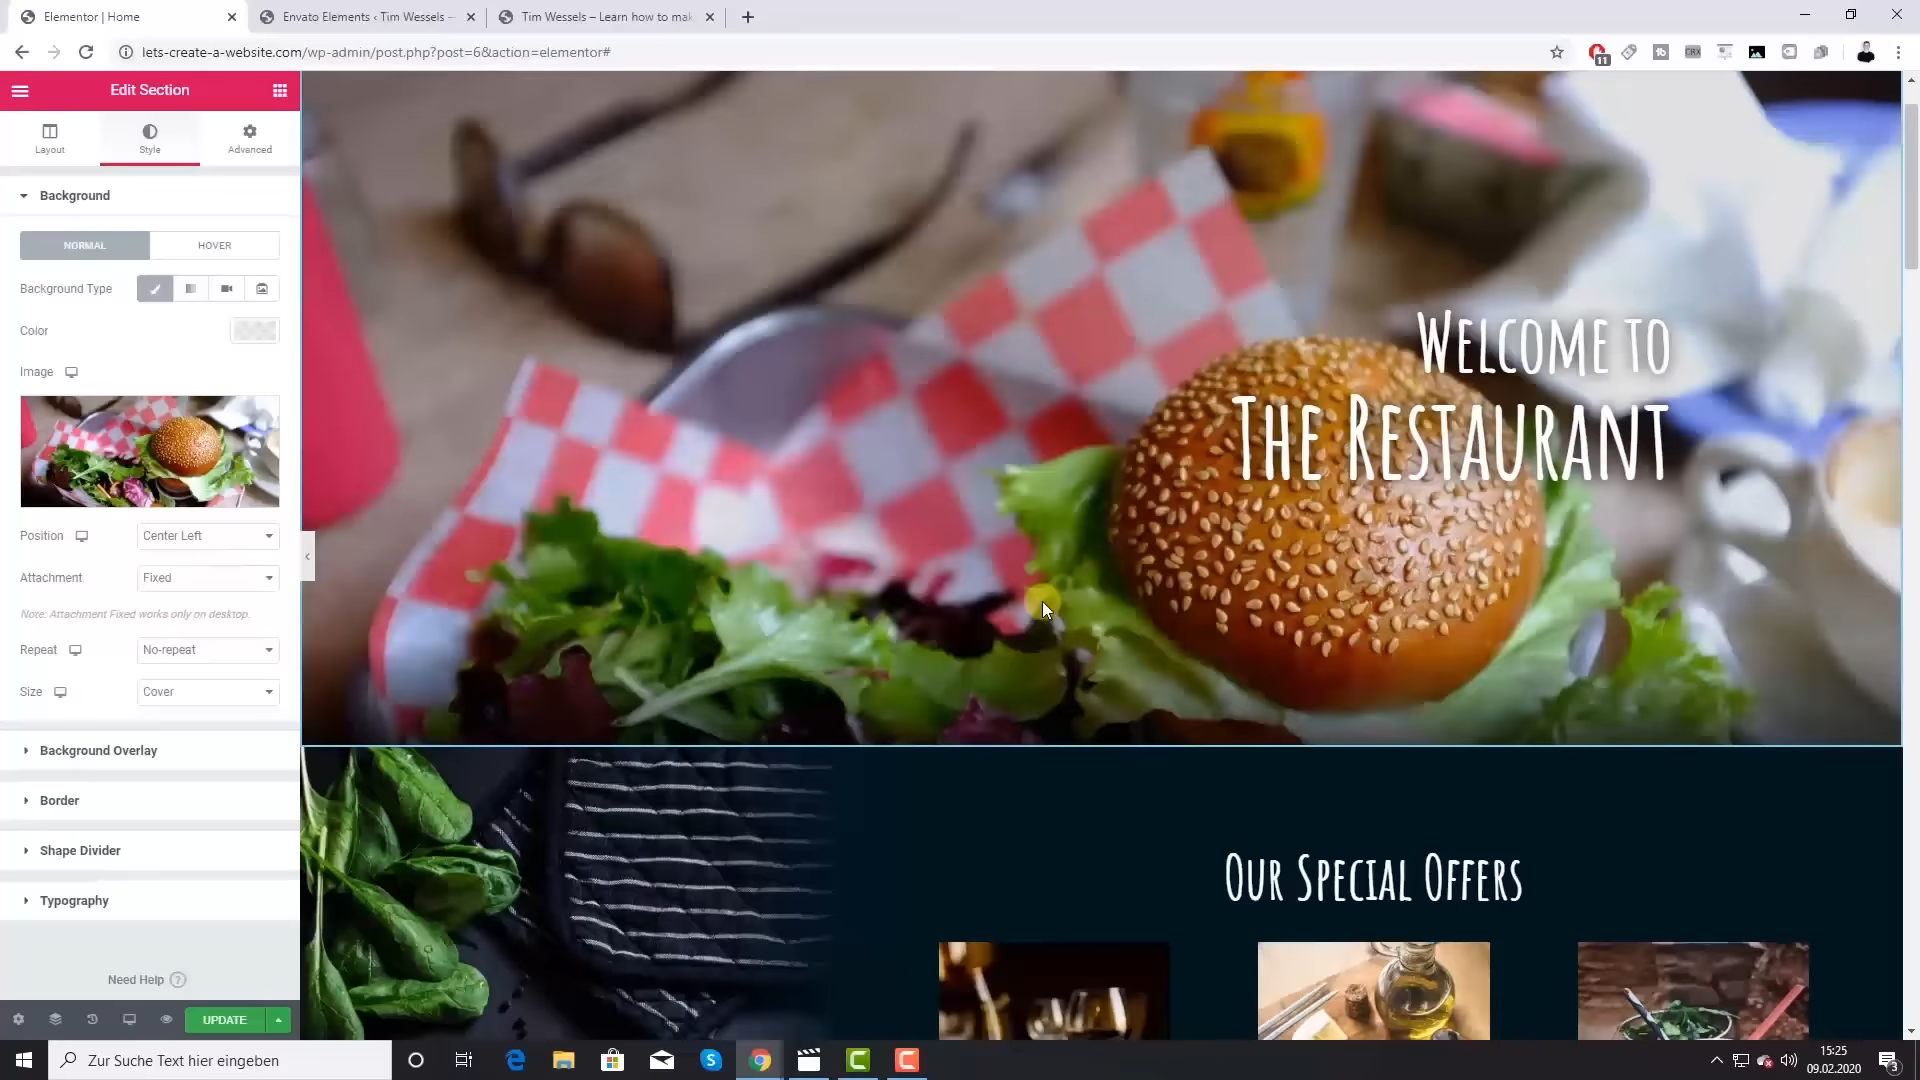 Elementor | Home
Envato Elements ‹ Tim Wessels —
Tim Wessels – Learn how to mak
lets-create-a-website.com/wp-admin/post.php?post=6&action=elementor#
11
CRX
Edit Section
Layout
Style
Advanced
Background
NORMAL
HOVER
Background Type
Color
Image
Position
Center Left
Attachment
Fixed
Note: Attachment Fixed works only on desktop.
Repeat
No-repeat
Size
Cover
Background Overlay
Border
Shape Divider
Typography
Need Help ?
UPDATE
Welcome to
The Restaurant
Our Special Offers
Zur Suche Text hier eingeben
15:25
09.02.2020
3